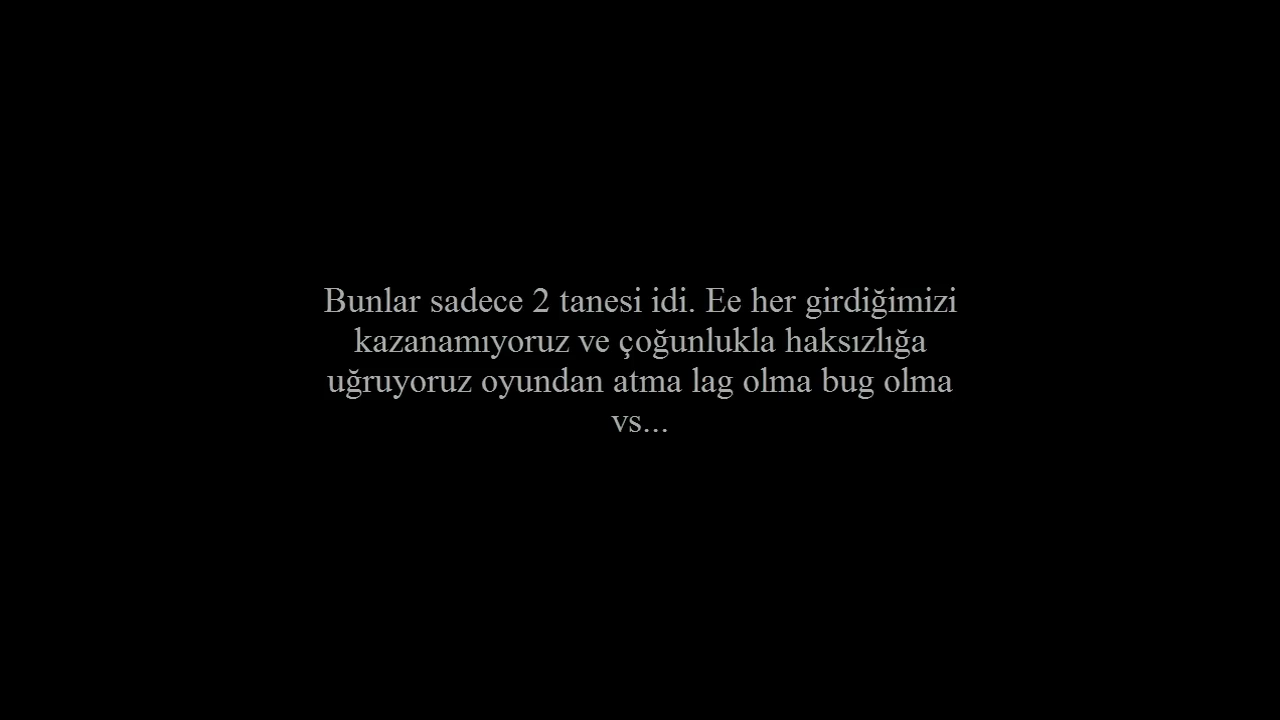 Bunlar sadece 2 tanesi idi. Ee her girdiğimizi
kazanamıyoruz ve çoğunlukla haksızlığa
uğruyoruz oyundan atma lag olma bug olma
vs...